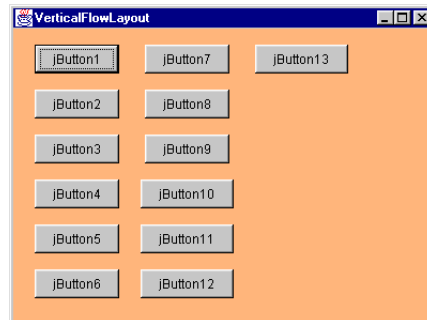 VerticalFlowLayout
jButton1 jButton7 jButton13
jButton2 jButton8
jButton3 jButton9
jButton4 jButton10
jButton5 jButton11
jButton6 jButton12